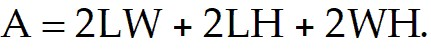 A = 2LW + 2LH + 2WH.